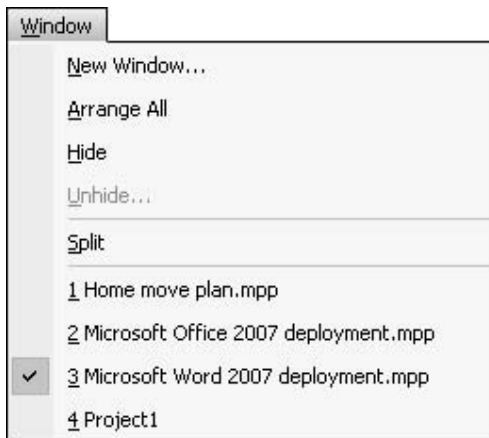 Window
New Window...
Arrange All
Hide
Unhide...
Split
1 Home move plan.mpp
2 Microsoft Office 2007 deployment.mpp
3 Microsoft Word 2007 deployment.mpp
4 Project1